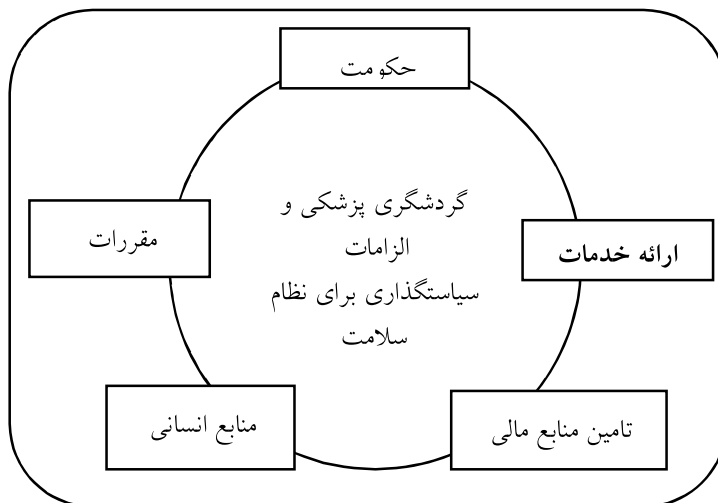 حکومت
گردشگری پزشکی و
الزامات
سیاستگذاری برای نظام
سلامت
مقررات
ارائه خدمات
منابع انسانی
تامین منابع مالی